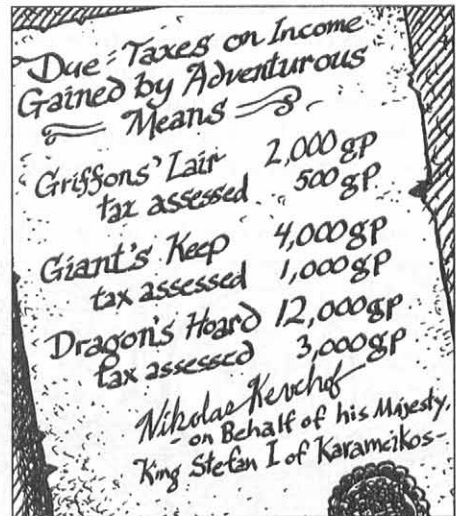 Due: Taxes on Income
Gained by Adventurous
Means
Griffons' Lair 2,000 gp
tax assessed 500 gp
Giant's Keep 4,000 gp
tax assessed 1,000 gp
Dragon's Hoard 12,000 gp
tax assessed 3,000 gp
Nikolas Kerchof
- on Behalf of his Majesty,
King Stefan I of Karameikos -